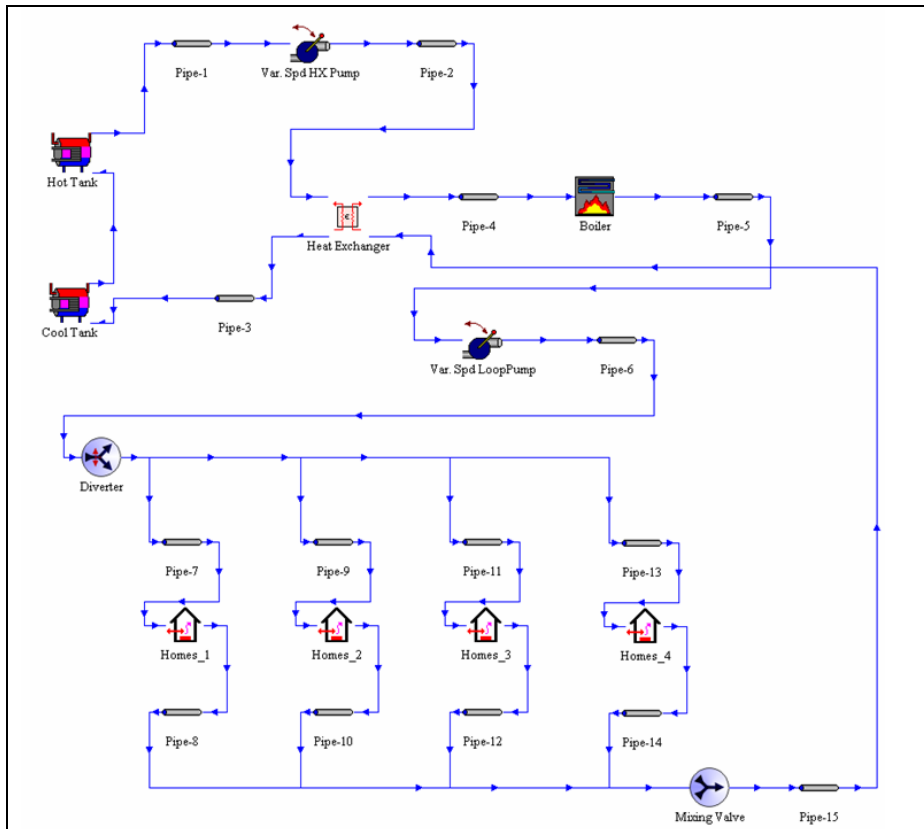 Pipe-1
Var. Spd HX Pump
Pipe-2
Hot Tank
Pipe-4
Boiler
Pipe-5
ε
Heat Exchanger
Cool Tank
Pipe-3
Var. Spd LoopPump
Pipe-6
Diverter
Pipe-7
Pipe-9
Pipe-11
Pipe-13
Homes_1
Homes_2
Homes_3
Homes_4
Pipe-8
Pipe-10
Pipe-12
Pipe-14
Mixing Valve
Pipe-15